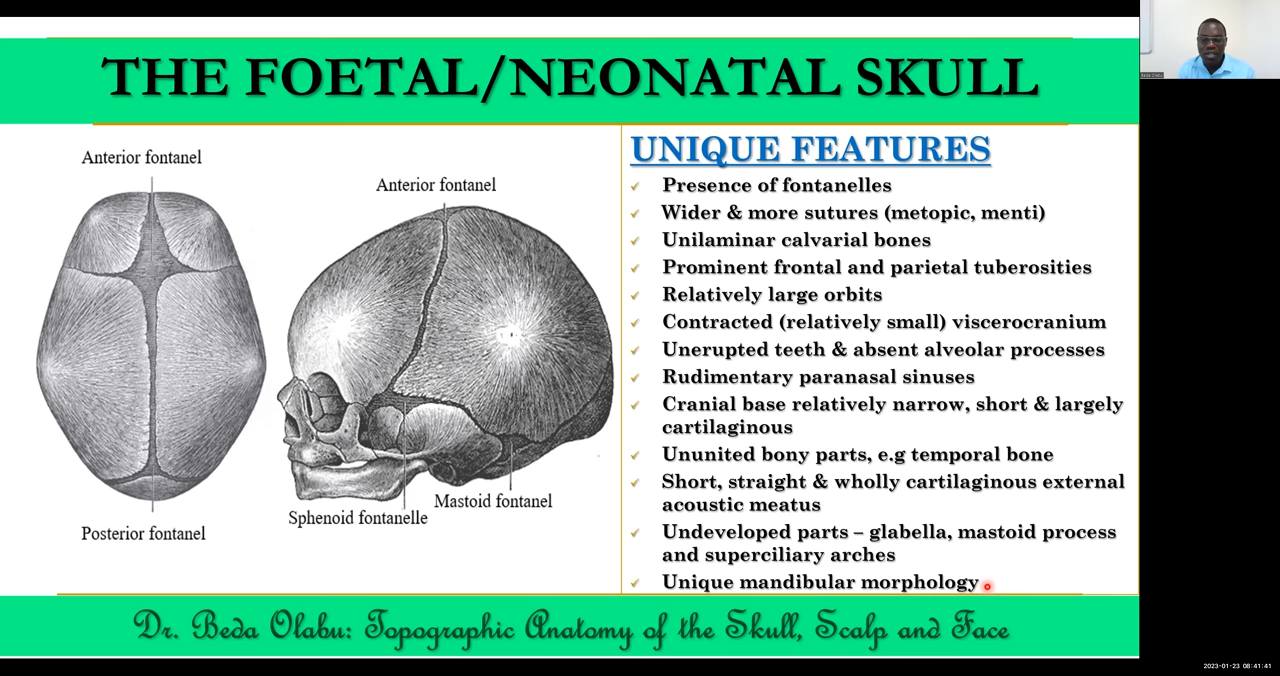 THE FOETAL/NEONATAL SKULL
Anterior fontanel
Anterior fontanel
Sphenoid fontanelle
Mastoid fontanel
Posterior fontanel
UNIQUE FEATURES
Presence of fontanelles
Wider & more sutures (metopic, menti)
Unilaminar calvarial bones
Prominent frontal and parietal tuberosities
Relatively large orbits
Contracted (relatively small) viscerocranium
Unerupted teeth & absent alveolar processes
Rudimentary paranasal sinuses
Cranial base relatively narrow, short & largely
cartilaginous
Ununited bony parts, e.g temporal bone
Short, straight & wholly cartilaginous external
acoustic meatus
Undeveloped parts – glabella, mastoid process
and superciliary arches
Unique mandibular morphology
Dr. Beda Olabu: Topographic Anatomy of the Skull, Scalp and Face
Beda Olabu
2023-01-23 08:41:41